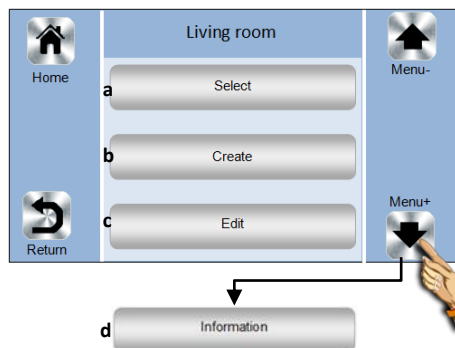 Living room
Home
Menu-
a Select
b Create
c Edit
Menu+
Return
d Information